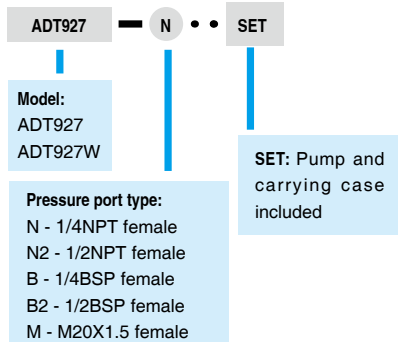 ADT927 — N • • SET
Model:
ADT927
ADT927W
SET: Pump and
carrying case
included
Pressure port type:
N - 1/4NPT female
N2 - 1/2NPT female
B - 1/4BSP female
B2 - 1/2BSP female
M - M20X1.5 female